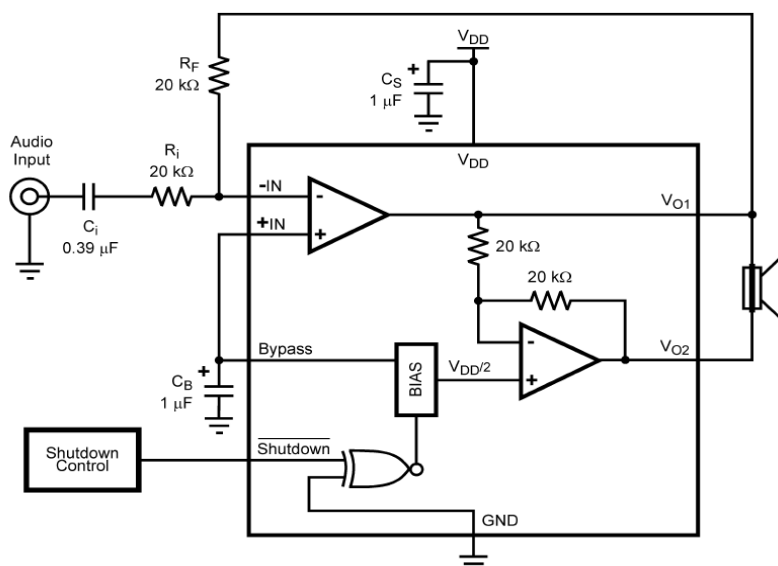 V_DD
R_F
20 kΩ
+
C_S
1 µF
Audio
Input
R_i
20 kΩ
V_DD
-IN
-
V_O1
C_i
0.39 µF
+IN
+
20 kΩ
20 kΩ
Bypass
-
V_O2
+
C_B
1 µF
BIAS
V_DD/2
+
Shutdown
Control
Shutdown
GND